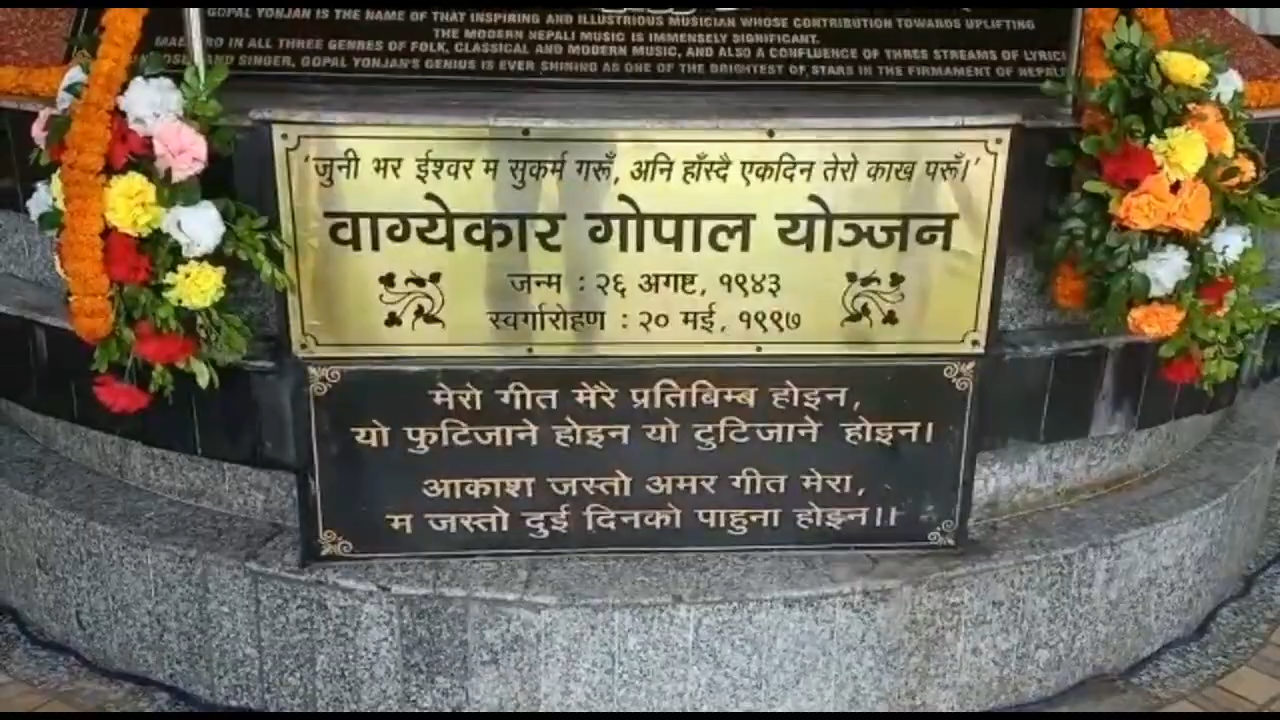 GOPAL YONJAN IS THE NAME OF THAT INSPIRING AND ILLUSTRIOUS MUSICIAN WHOSE CONTRIBUTION TOWARDS UPLIFTING
THE MODERN NEPALI MUSIC IS IMMENSELY SIGNIFICANT.
IN ALL THREE GENRES OF FOLK, CLASSICAL AND MODERN MUSIC, AND ALSO A CONFLUENCE OF THREE STREAMS OF
AND SINGER, GOPAL YONJAN'S GENIUS IS EVER SHINING AS ONE OF THE BRIGHTEST OF STARS IN THE FIRMAMENT OF
'जुनी भर ईश्वर म सुकर्म गरूँ, अनि हाँस्दै एकदिन तेरो काख परूँ।'
वाग्येकार गोपाल योञ्जन
जन्म : २६ अगष्ट, १९४३
स्वर्गारोहण : २० मई, १९९७
मेरो गीत मेरै प्रतिबिम्ब होइन,
यो फुटिजाने होइन यो टुटिजाने होइन।
आकाश जस्तो अमर गीत मेरा,
म जस्तो दुई दिनको पाहुना होइन।।